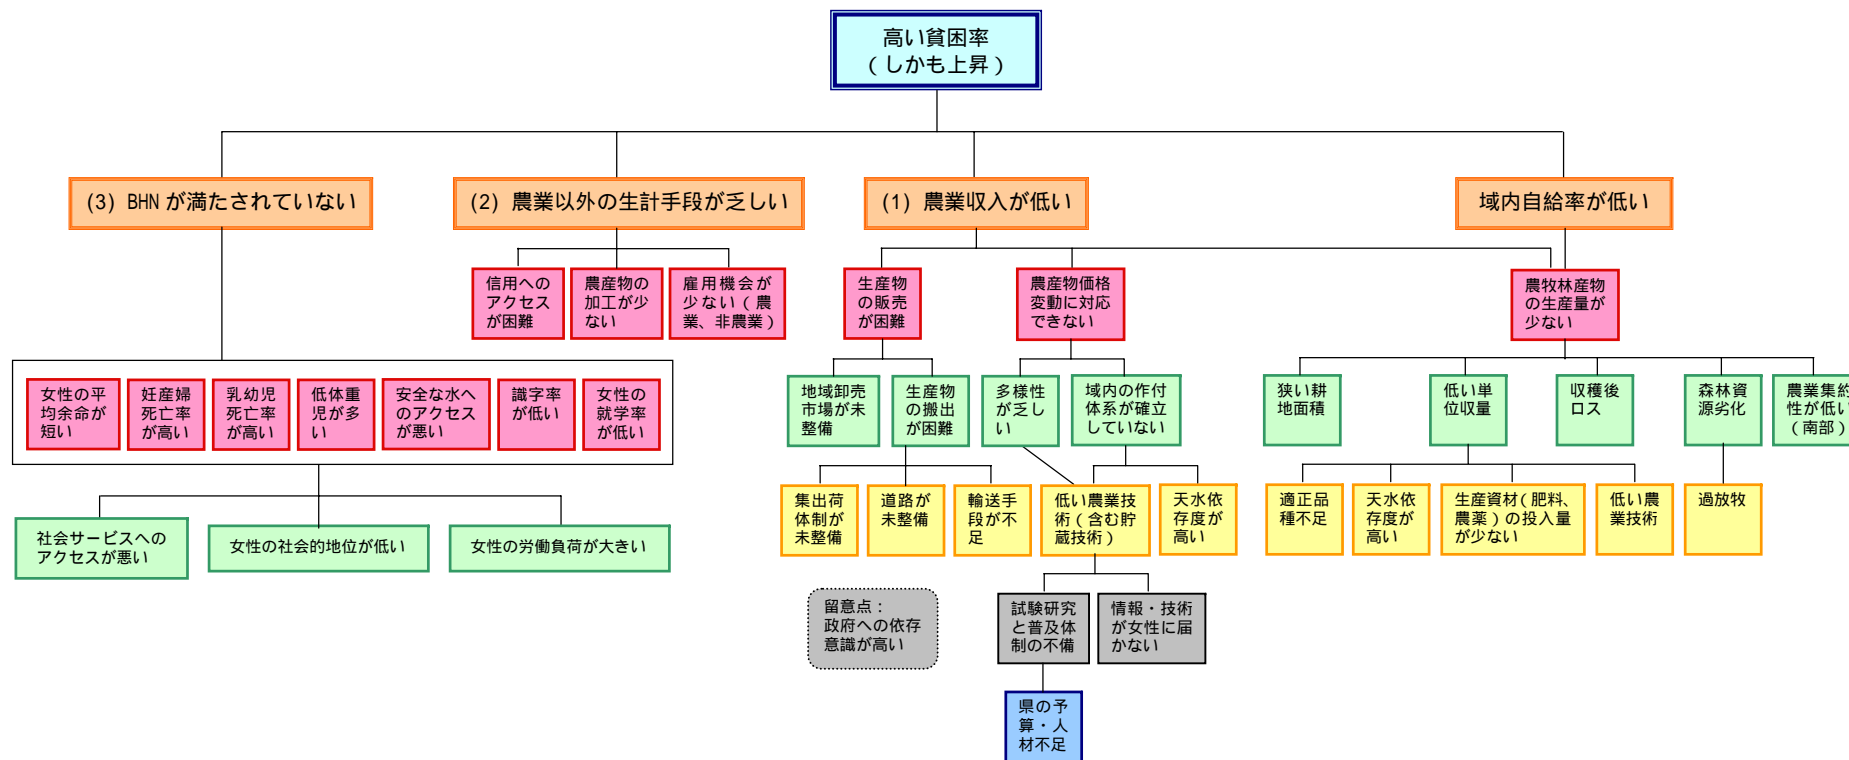 高い貧困率
(しかも上昇)
(3) BHN が満たされていない
(2) 農業以外の生計手段が乏しい
(1) 農業収入が低い
域内自給率が低い
信用への
アクセス
が困難
農産物の
加工が少
ない
雇用機会が
少ない(農
業、非農業)
生産物
の販売
が困難
農産物価格
変動に対応
できない
農牧林産物
の生産量が
少ない
女性の平
均余命が
短い
妊産婦
死亡率
が高い
乳幼児
死亡率
が高い
低体重
児が多
い
安全な水へ
のアクセス
が悪い
識字率
が低い
女性の
就学率
が低い
地域卸売
市場が未
整備
生産物
の搬出
が困難
多様性
が乏し
い
域内の作付
体系が確立
していない
狭い耕
地面積
低い単
位収量
収穫後
ロス
森林資
源劣化
農業集約
性が低い
(南部)
社会サービスへの
アクセスが悪い
女性の社会的地位が低い
女性の労働負荷が大きい
集出荷
体制が
未整備
道路が
未整備
輸送手
段が不
足
低い農業技
術(含む貯
蔵技術)
天水依
存度が
高い
適正品
種不足
天水依
存度が
高い
生産資材(肥料、
農薬)の投入量
が少ない
低い農
業技術
過放牧
留意点:
政府への依存
意識が高い
試験研究
と普及体
制の不備
情報・技術
が女性に届
かない
県の予
算・人
材不足